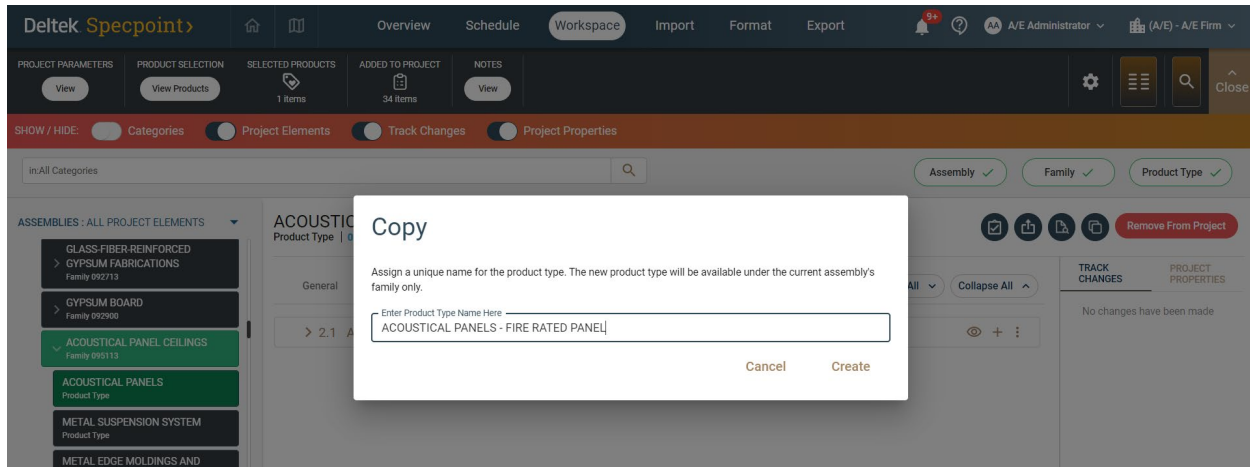 Deltek Specpoint>
Overview Schedule Workspace Import Format Export
9+
AA A/E Administrator
(A/E) - A/E Firm
PROJECT PARAMETERS
View
PRODUCT SELECTION
View Products
SELECTED PRODUCTS
1 items
ADDED TO PROJECT
34 items
NOTES
View
Close
SHOW / HIDE: Categories Project Elements Track Changes Project Properties
in:All Categories
Assembly Family Product Type
ASSEMBLIES : ALL PROJECT ELEMENTS
GLASS-FIBER-REINFORCED
GYPSUM FABRICATIONS
Family 092713
GYPSUM BOARD
Family 092900
ACOUSTICAL PANEL CEILINGS
Family 095113
ACOUSTICAL PANELS
Product Type
METAL SUSPENSION SYSTEM
Product Type
METAL EDGE MOLDINGS AND
ACOUSTIC
Product Type | 0
General
2.1 A
Copy
Assign a unique name for the product type. The new product type will be available under the current assembly's
family only.
Enter Product Type Name Here
ACOUSTICAL PANELS - FIRE RATED PANEL
Cancel Create
Remove From Project
All Collapse All
TRACK
CHANGES
PROJECT
PROPERTIES
No changes have been made